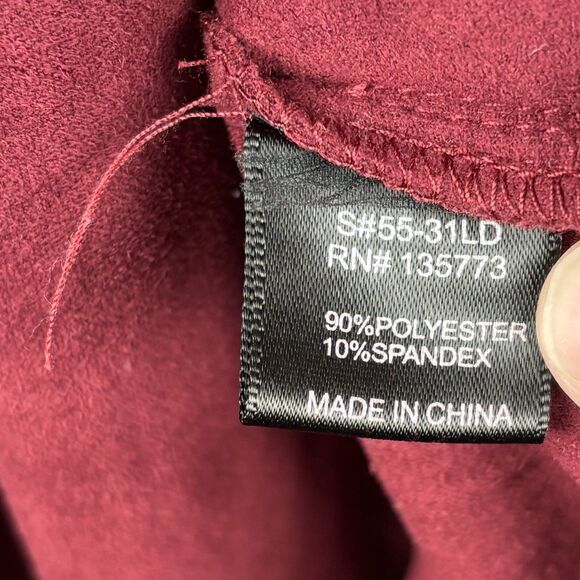 S#55-31LD
RN# 135773
90%POLYESTER
10%SPANDEX
MADE IN CHINA